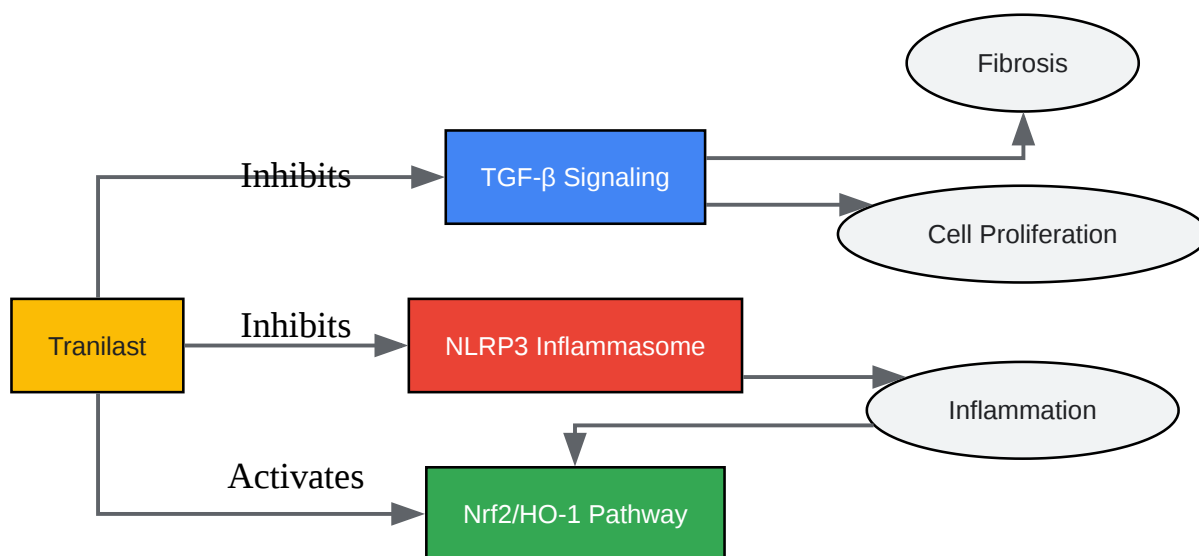 Fibrosis
Inhibits
TGF-β Signaling
Cell Proliferation
Tranilast
Inhibits
NLRP3 Inflammasome
Inflammation
Activates
Nrf2/HO-1 Pathway